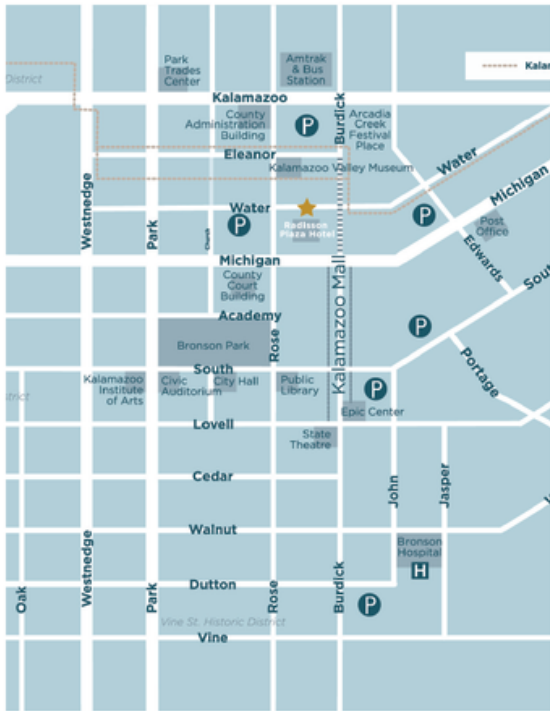 Park
Trades
Center
Amtrak
& Bus
Station
District
Kalamazoo
Burdick
County
Administration
Building
P
Arcadia
Creek
Festival
Place
Eleanor
Kalamazoo Valley Museum
Water
Michigan
Westnedge
Park
Church
Water
P
Radisson
Plaza Hotel
P
Post
Office
Edwards
Michigan
County
Court
Building
Kalamazoo Mall
Academy
Rose
P
Bronson Park
South
Portage
Kalamazoo
Institute
of Arts
Civic
Auditorium
City Hall
Public
Library
P
Epic Center
Lovell
State
Theatre
Cedar
John
Jasper
Walnut
Bronson
Hospital
H
Oak
Westnedge
Park
Dutton
Rose
Burdick
P
Vine St. Historic District
Vine